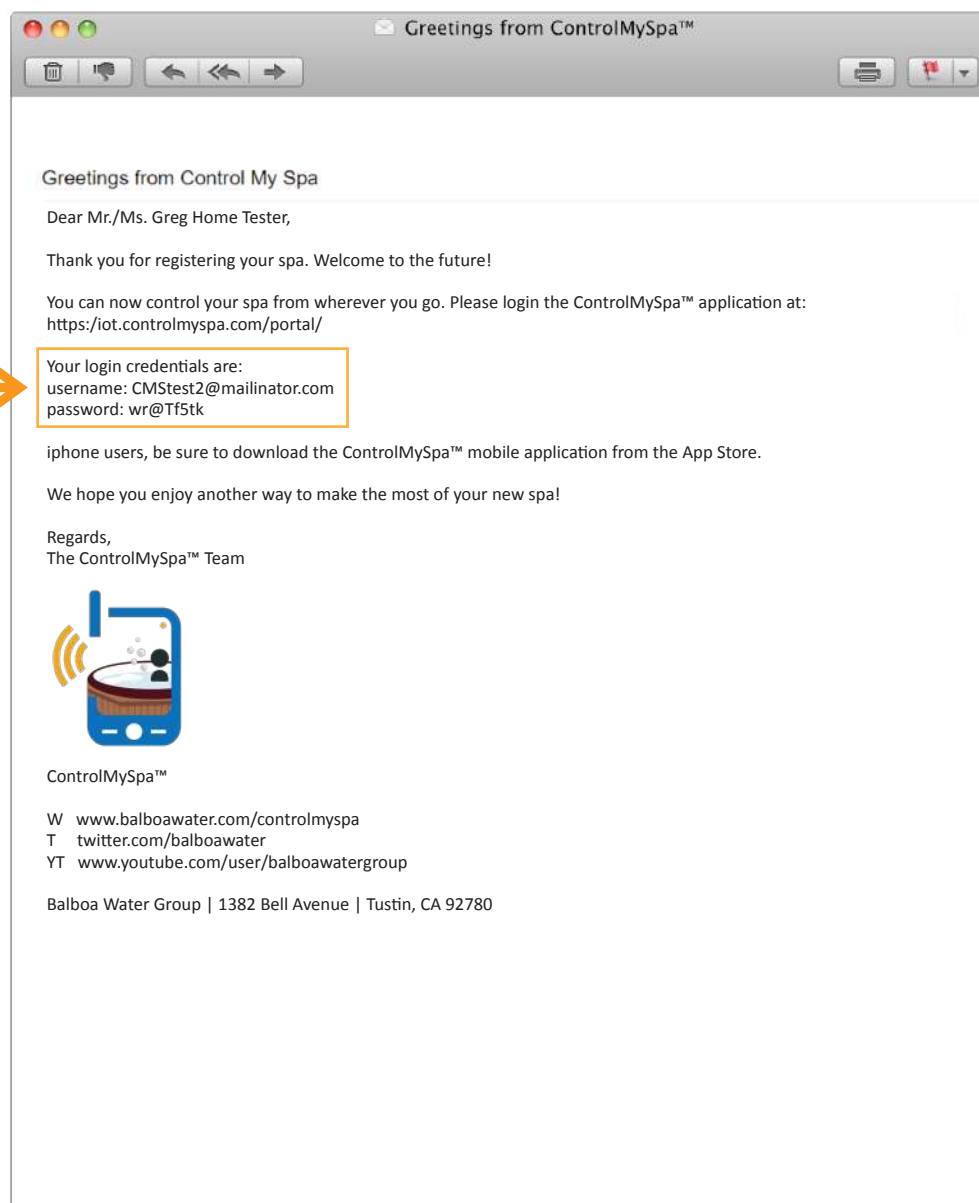 Greetings from ControlMySpa™
Greetings from Control My Spa
Dear Mr./Ms. Greg Home Tester,
Thank you for registering your spa. Welcome to the future!
You can now control your spa from wherever you go. Please login the ControlMySpa™ application at:
https:/iot.controlmyspa.com/portal/
Your login credentials are:
username: CMStest2@mailinator.com
password: wr@Tf5tk
iphone users, be sure to download the ControlMySpa™ mobile application from the App Store.
We hope you enjoy another way to make the most of your new spa!
Regards,
The ControlMySpa™ Team
ControlMySpa™
W www.balboawater.com/controlmyspa
T twitter.com/balboawater
YT www.youtube.com/user/balboawatergroup
Balboa Water Group | 1382 Bell Avenue | Tustin, CA 92780